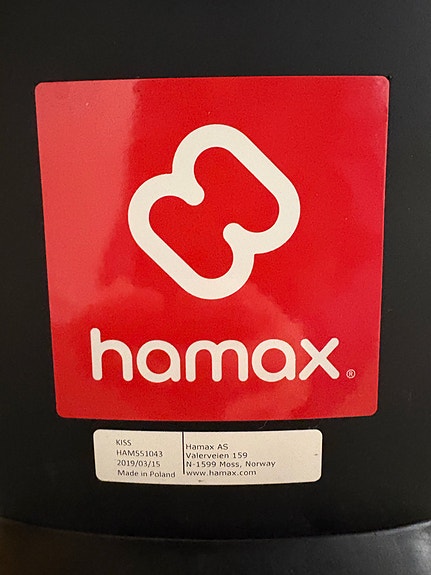 hamax®
KISS
HAM551043
2019/03/15
Made in Poland
Hamax AS
Valerveien 159
N-1599 Moss, Norway
www.hamax.com